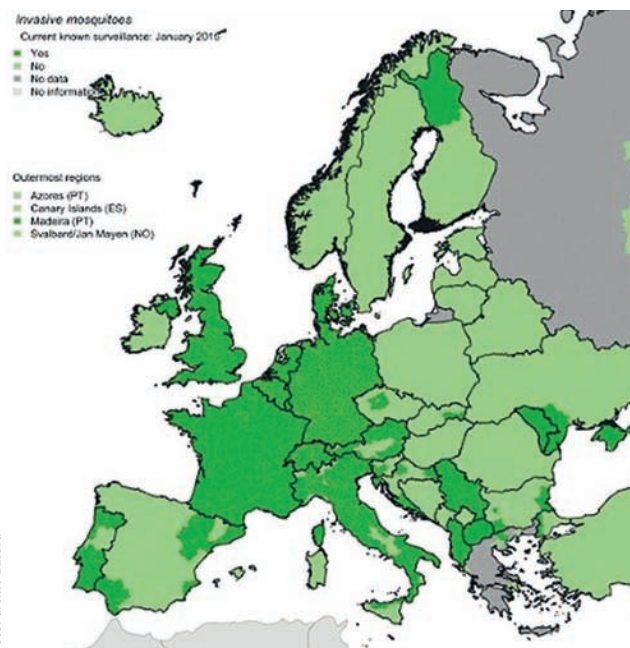 Invasive mosquitoes
Current known surveillance: January 2016
Yes
No
No data
No information
Outermost regions
Azores (PT)
Canary Islands (ES)
Madeira (PT)
Svalbard/Jan Mayen (NO)